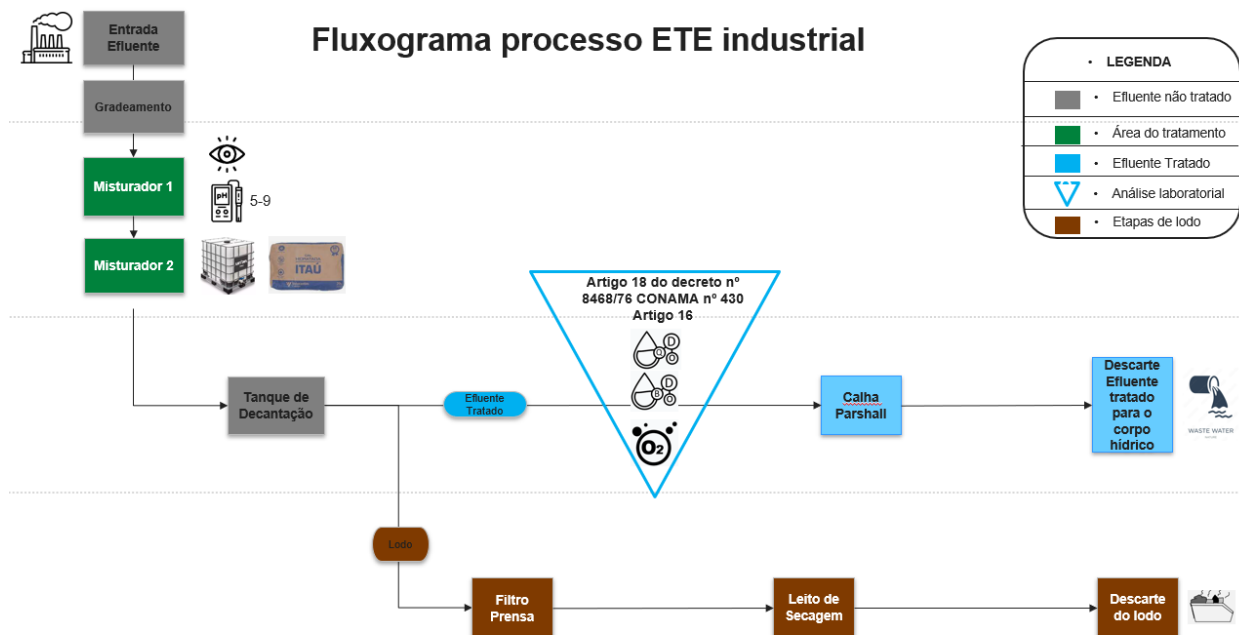 Fluxograma processo ETE industrial
Entrada
Efluente
Gradeamento
Misturador 1
pH
5-9
Misturador 2
ITAÚ
• LEGENDA
• Efluente não tratado
• Área do tratamento
• Efluente Tratado
• Análise laboratorial
• Etapas de lodo
Artigo 18 do decreto nº
8468/76 CONAMA nº 430
Artigo 16
D
Q O
D
B O
O2
Tanque de
Decantação
Efluente
Tratado
Calha
Parshall
Descarte
Efluente
tratado
para o
corpo
hídrico
WASTE WATER
Lodo
Filtro
Prensa
Leito de
Secagem
Descarte
do lodo